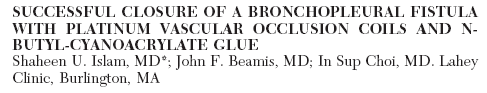 SUCCESSFUL CLOSURE OF A BRONCHOPLEURAL FISTULA
WITH PLATINUM VASCULAR OCCLUSION COILS AND N-
BUTYL-CYANOACRYLATE GLUE
Shaheen U. Islam, MD*; John F. Beamis, MD; In Sup Choi, MD. Lahey
Clinic, Burlington, MA